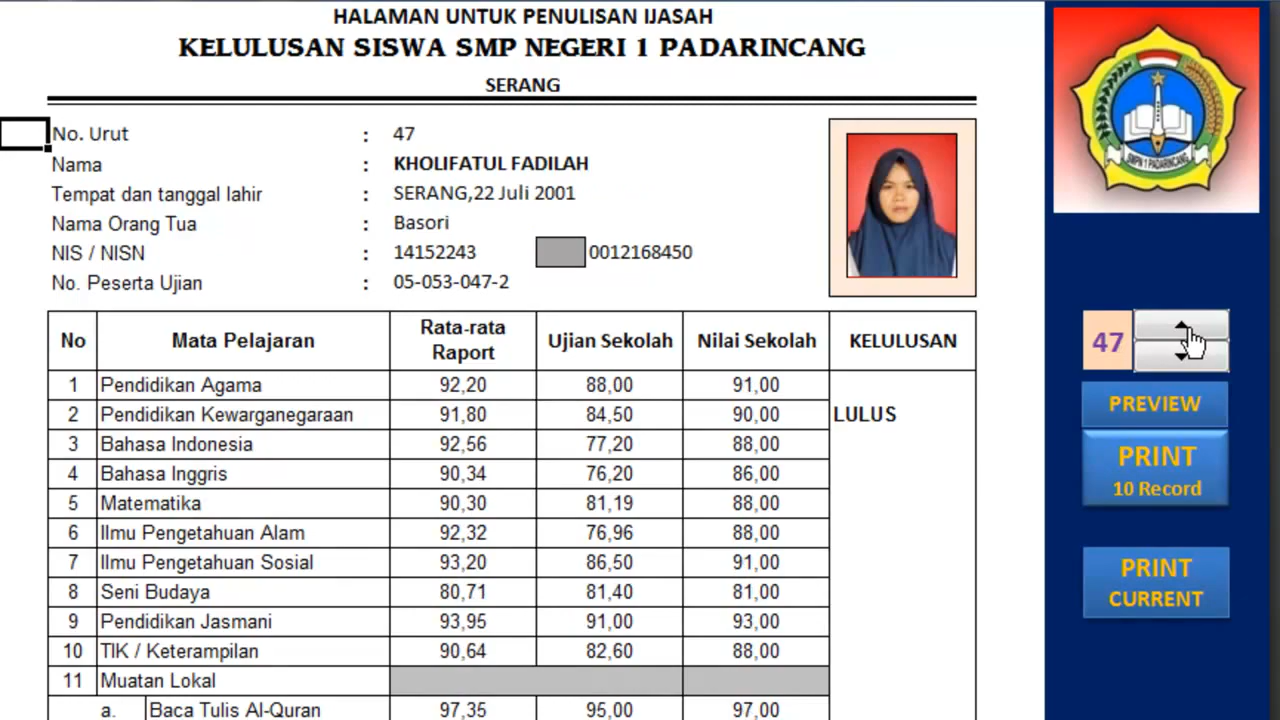 HALAMAN UNTUK PENULISAN IJASAH
KELULUSAN SISWA SMP NEGERI 1 PADARINCANG
SERANG
No. Urut : 47
Nama : KHOLIFATUL FADILAH
Tempat dan tanggal lahir : SERANG,22 Juli 2001
Nama Orang Tua : Basori
NIS / NISN : 14152243 0012168450
No. Peserta Ujian : 05-053-047-2
No Mata Pelajaran Rata-rata Raport Ujian Sekolah Nilai Sekolah KELULUSAN
1 Pendidikan Agama 92,20 88,00 91,00
2 Pendidikan Kewarganegaraan 91,80 84,50 90,00 LULUS
3 Bahasa Indonesia 92,56 77,20 88,00
4 Bahasa Inggris 90,34 76,20 86,00
5 Matematika 90,30 81,19 88,00
6 Ilmu Pengetahuan Alam 92,32 76,96 88,00
7 Ilmu Pengetahuan Sosial 93,20 86,50 91,00
8 Seni Budaya 80,71 81,40 81,00
9 Pendidikan Jasmani 93,95 91,00 93,00
10 TIK / Keterampilan 90,64 82,60 88,00
11 Muatan Lokal
a. Baca Tulis Al-Quran 97,35 95,00 97,00
SMPN 1 PADARINCANG
47
PREVIEW
PRINT
10 Record
PRINT
CURRENT